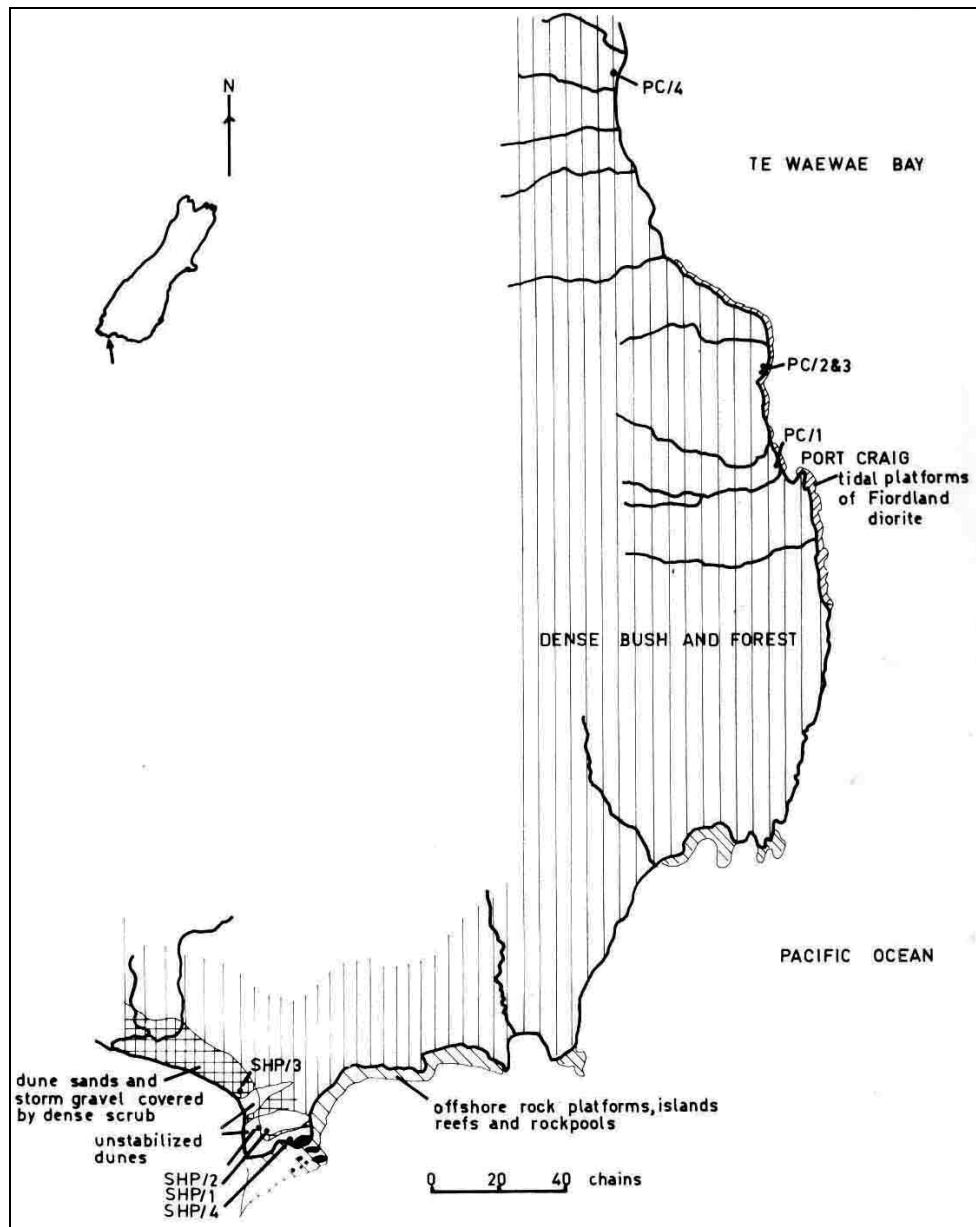 N
PC/4
TE WAEWAE BAY
PC/2&3
PC/1
PORT CRAIG
tidal platforms
of Fiordland
diorite
DENSE BUSH AND FOREST
PACIFIC OCEAN
SHP/3
dune sands and
storm gravel covered
by dense scrub
offshore rock platforms, islands
reefs and rockpools
unstabilized
dunes
SHP/2
SHP/1
SHP/4
0 20 40 chains